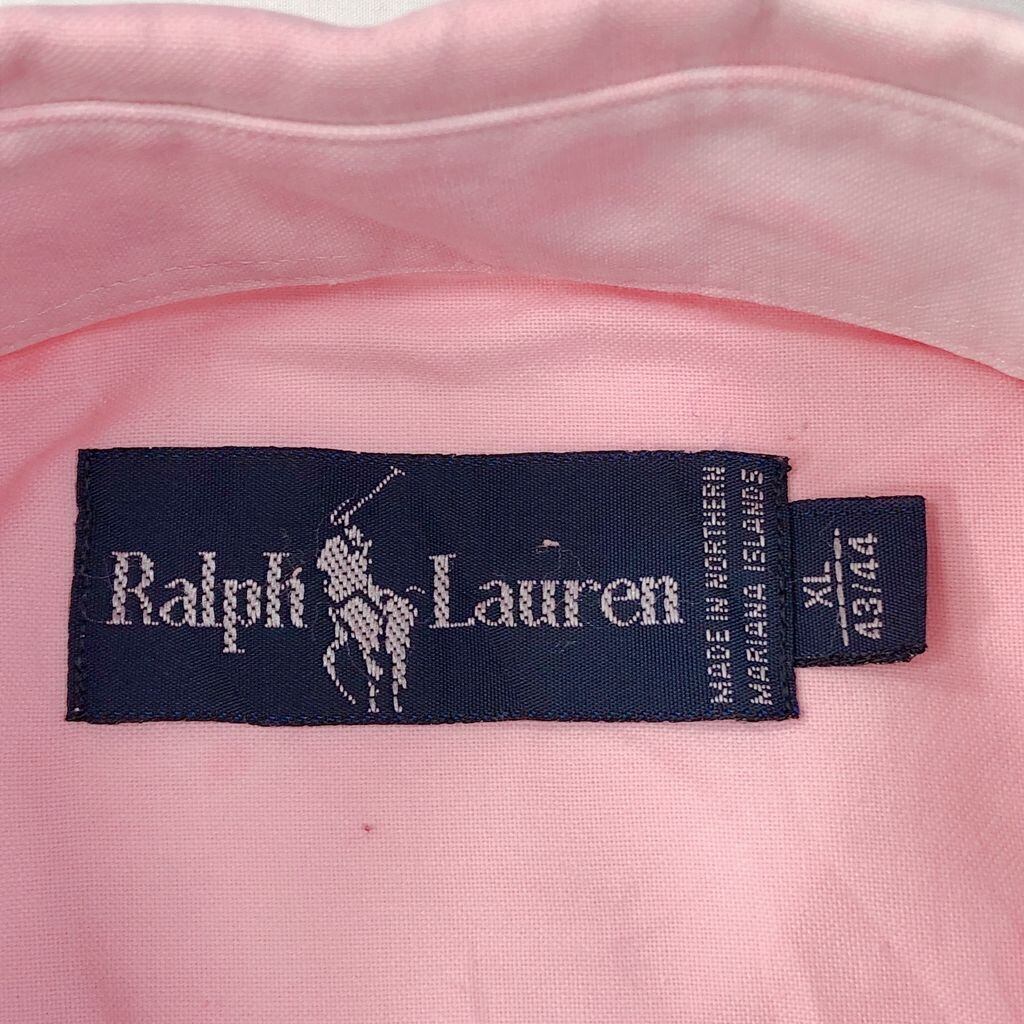 Ralph Lauren
MADE IN NORTHERN
MARIANA ISLANDS
XL
43/44